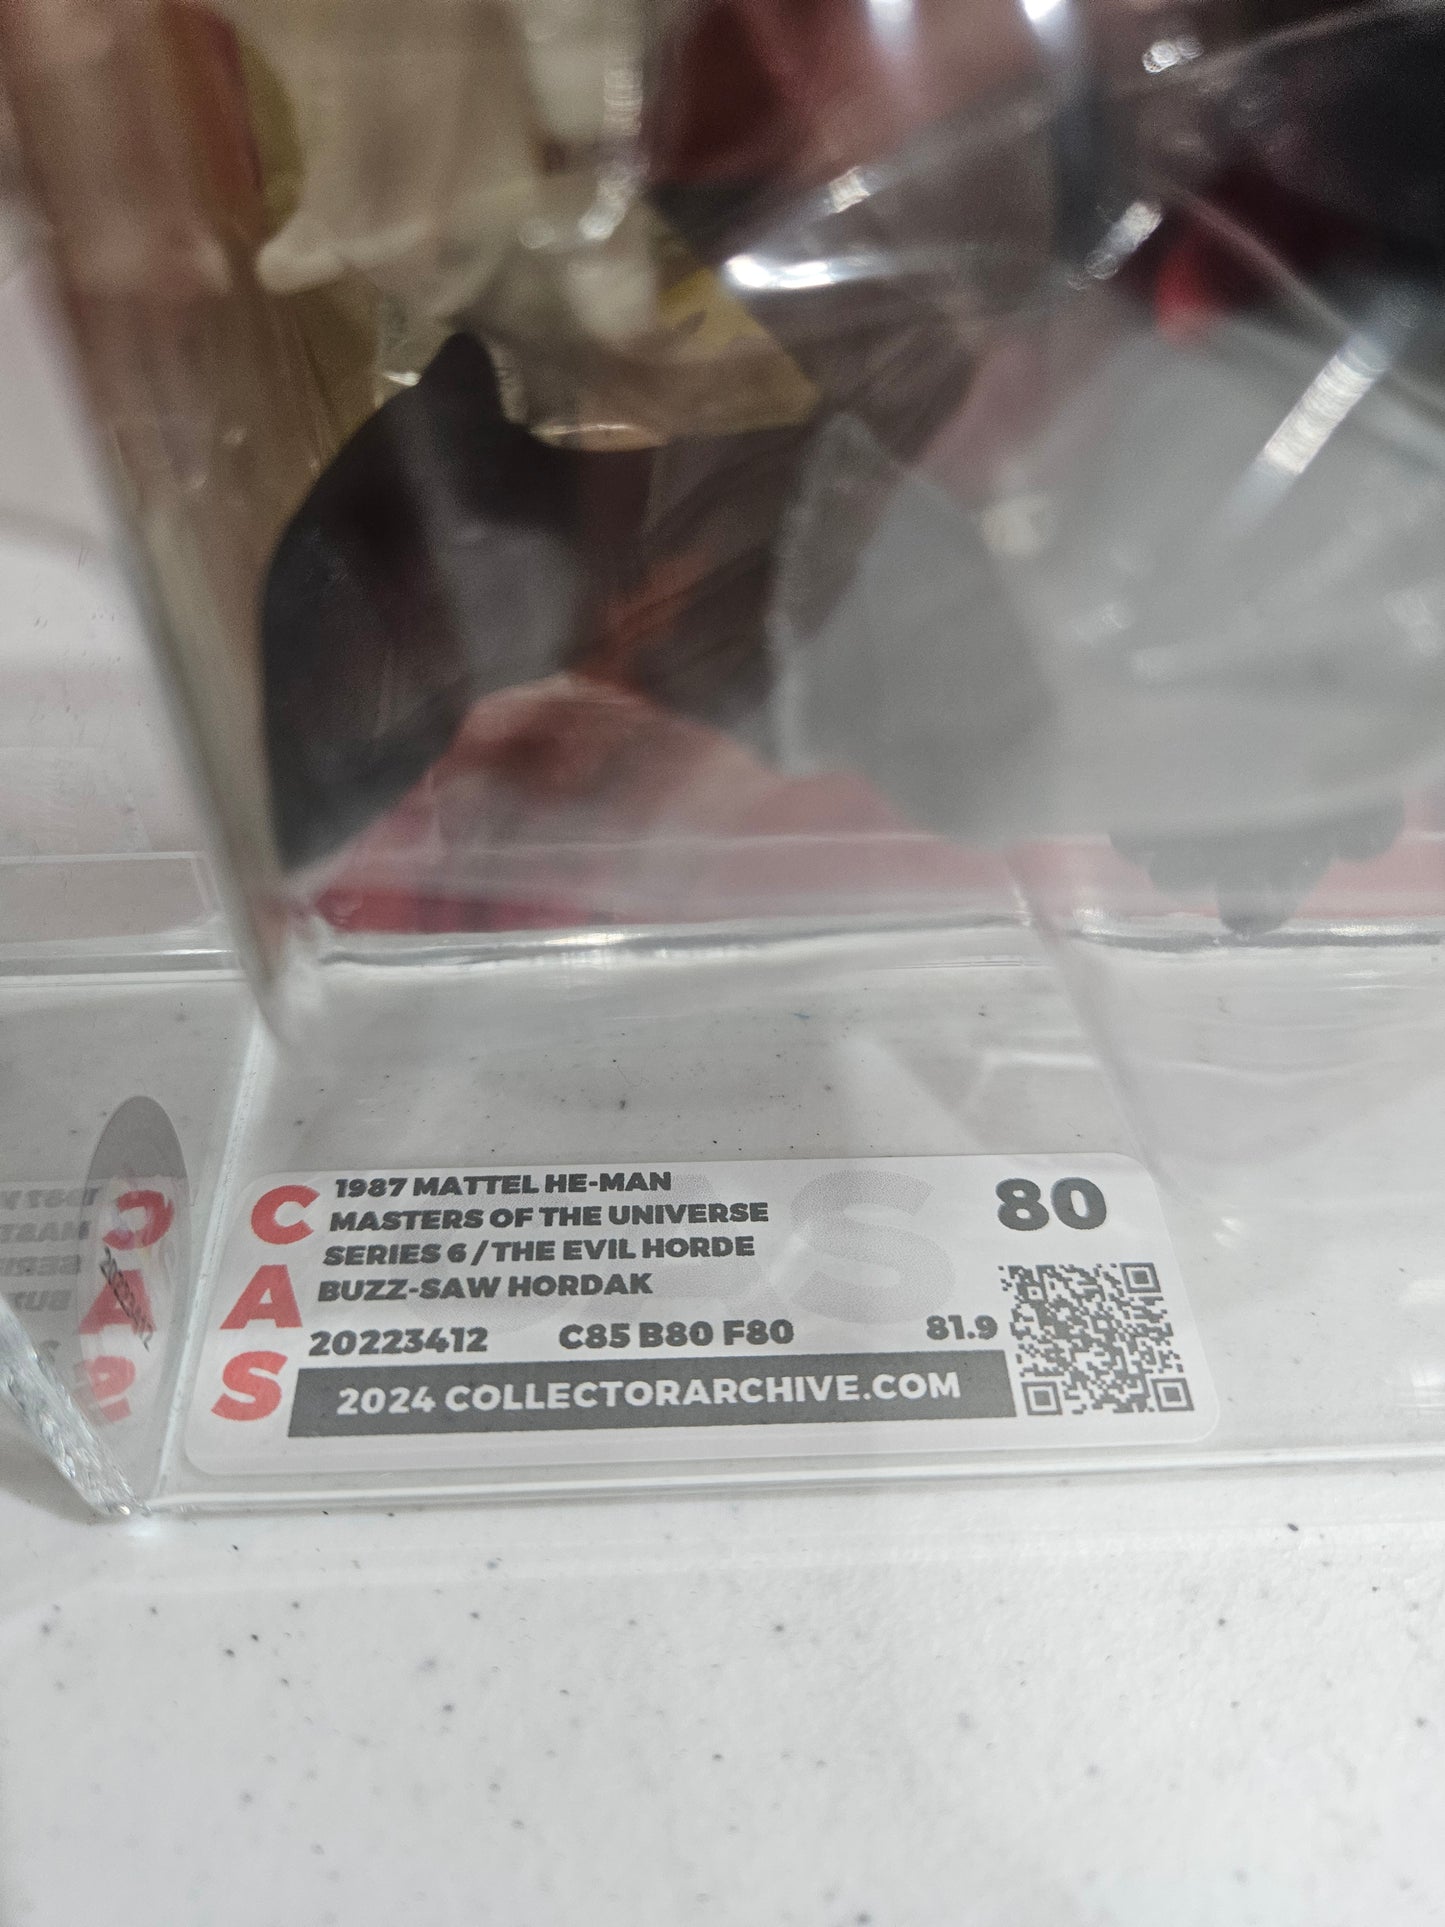 CAS
1987 MATTEL HE-MAN
MASTERS OF THE UNIVERSE
SERIES 6 / THE EVIL HORDE
BUZZ-SAW HORDAK
80
20223412 C85 B80 F80 81.9
2024 COLLECTORARCHIVE.COM